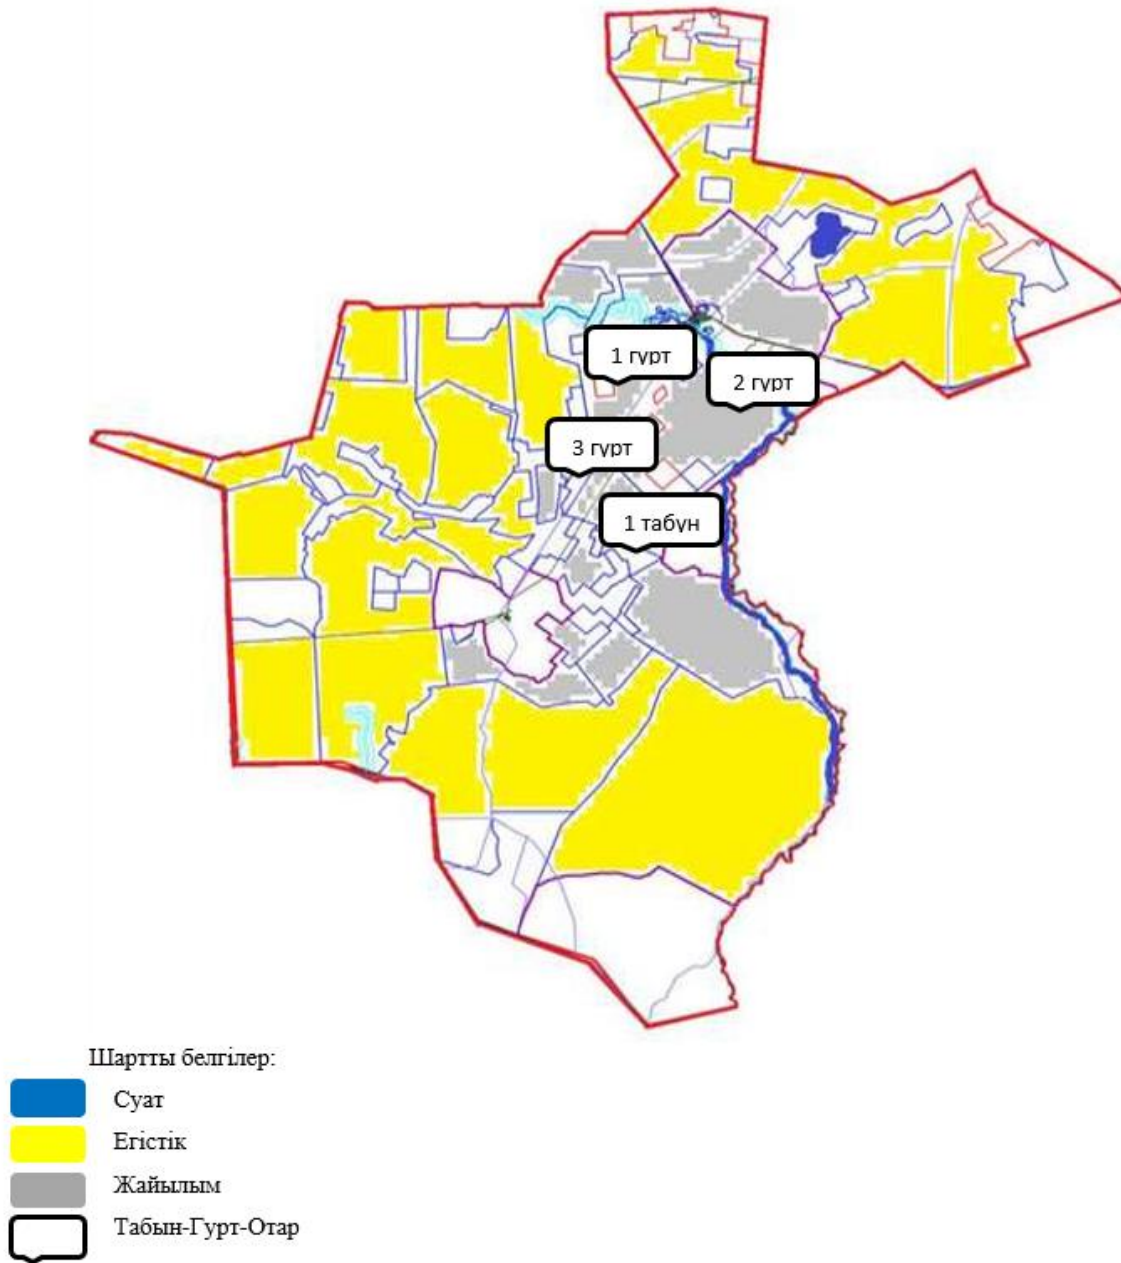 1 гурт
2 гурт
3 гурт
1 табун
Шартты белгілер:
Суат
Егістік
Жайылым
Табын-Гурт-Отар